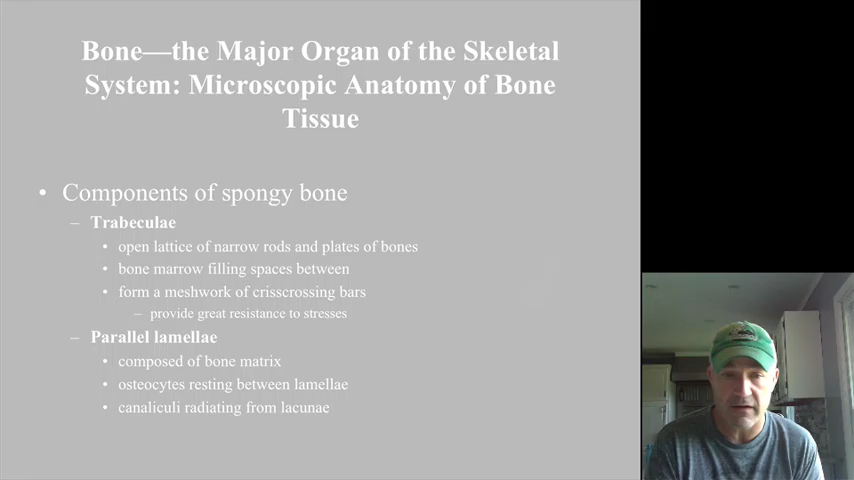 Bone—the Major Organ of the Skeletal
System: Microscopic Anatomy of Bone
Tissue
• Components of spongy bone
– Trabeculae
• open lattice of narrow rods and plates of bones
• bone marrow filling spaces between
• form a meshwork of crisscrossing bars
– provide great resistance to stresses
– Parallel lamellae
• composed of bone matrix
• osteocytes resting between lamellae
• canaliculi radiating from lacunae